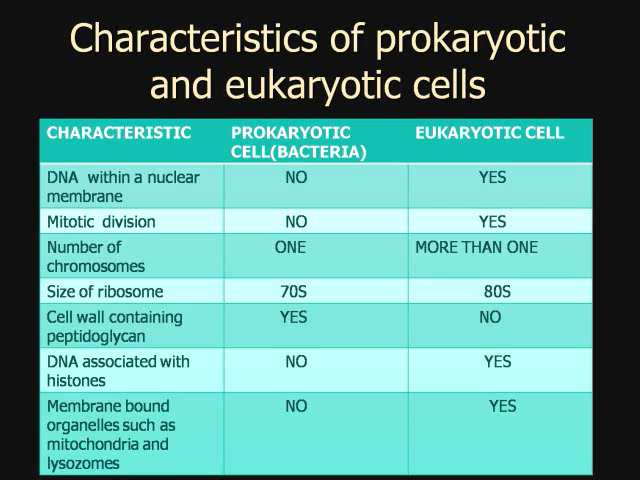 Characteristics of prokaryotic
and eukaryotic cells
CHARACTERISTIC PROKARYOTIC CELL(BACTERIA) EUKARYOTIC CELL
DNA within a nuclear membrane NO YES
Mitotic division NO YES
Number of chromosomes ONE MORE THAN ONE
Size of ribosome 70S 80S
Cell wall containing peptidoglycan YES NO
DNA associated with histones NO YES
Membrane bound organelles such as mitochondria and lysozomes NO YES